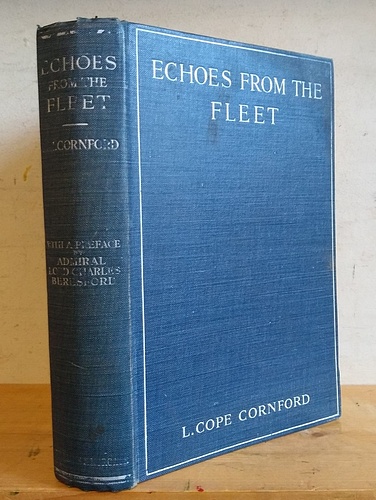 ECHOES
FROM THE
FLEET
L.CORNFORD
WITH A PREFACE
BY
ADMIRAL
LORD CHARLES
BERESFORD
ECHOES FROM THE
FLEET
L. COPE CORNFORD